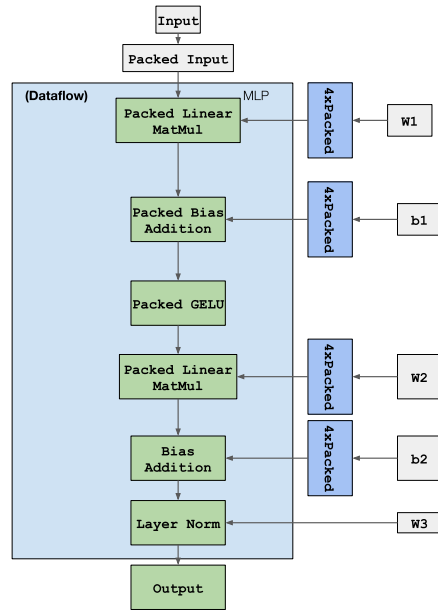 Input
Packed Input
(Dataflow)
MLP
Packed Linear
MatMul
4xPacked
W1
Packed Bias
Addition
4xPacked
b1
Packed GELU
Packed Linear
MatMul
4xPacked
W2
Bias
Addition
4xPacked
b2
Layer Norm
W3
Output